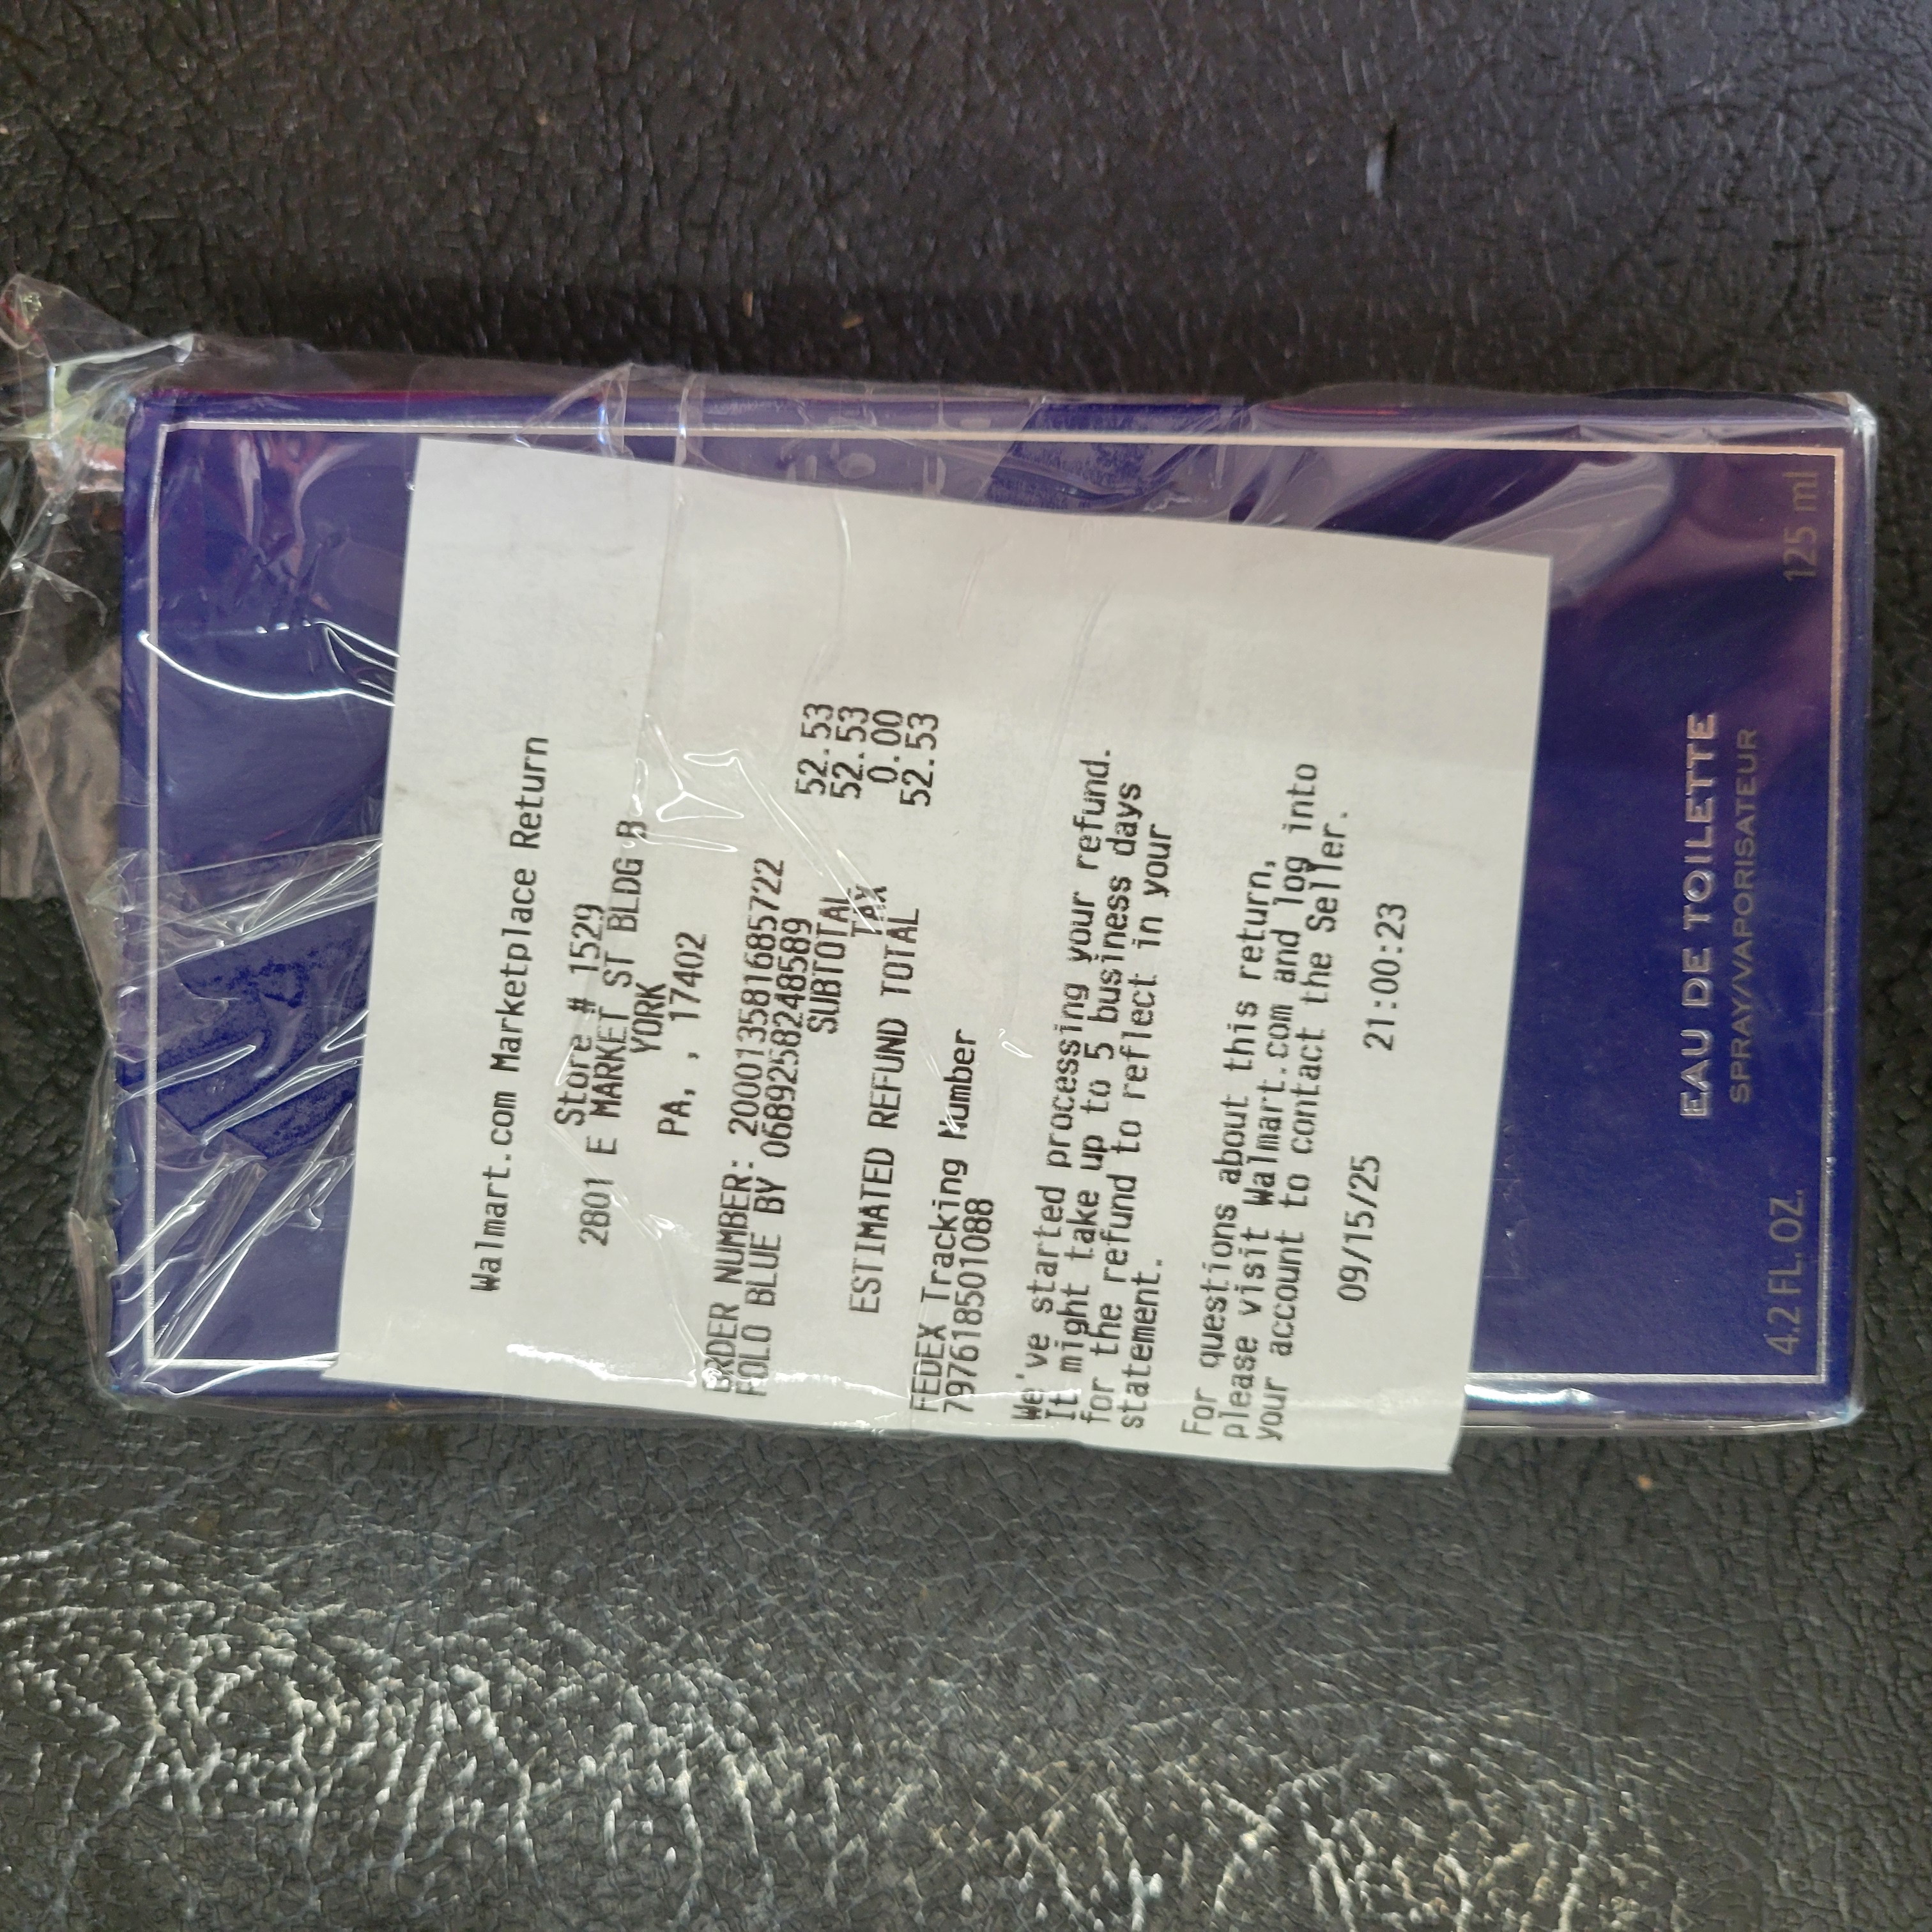 Walmart.com Marketplace Return
Store # 1529
2801 E MARKET ST BLDG B
YORK
PA, , 17402
ORDER NUMBER: 200013581685722
POLO BLUE BY 0689258248589 52.53
SUBTOTAL 52.53
TAX 0.00
ESTIMATED REFUND TOTAL 52.53
FEDEX Tracking Number
797618501088
We've started processing your refund.
It might take up to 5 business days
for the refund to reflect in your
statement.
For questions about this return,
please visit Walmart.com and log into
your account to contact the Seller.
09/15/25 21:00:23
EAU DE TOILETTE
SPRAY/VAPORISATEUR
4.2 FL. OZ. 125 ml